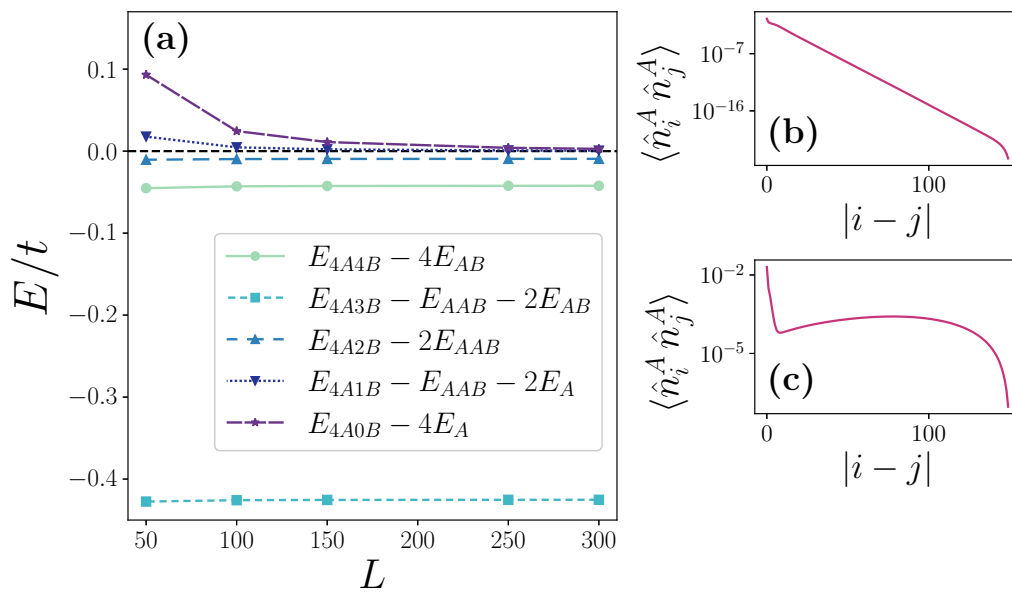 (a)
E/t
0.1
0.0
−0.1
−0.2
−0.3
−0.4
50
100
150
200
250
300
L
E_{4A4B} − 4E_{AB}
E_{4A3B} − E_{AAB} − 2E_{AB}
E_{4A2B} − 2E_{AAB}
E_{4A1B} − E_{AAB} − 2E_{A}
E_{4A0B} − 4E_{A}
(b)
⟨n̂_i^A n̂_j^A⟩
10^{−7}
10^{−16}
0
100
|i − j|
(c)
⟨n̂_i^A n̂_j^A⟩
10^{−2}
10^{−5}
0
100
|i − j|